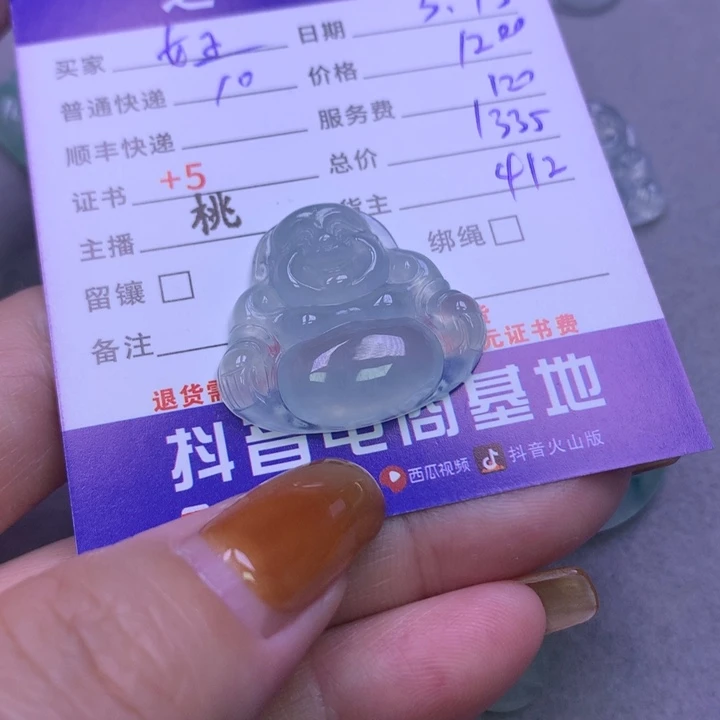 买家 日期
普通快递 10 价格 1200
顺丰快递 服务费 120
证书 +5 总价 1335
主播 桃 货主 412
留镶 □ 绑绳 □
备注
退货需 元证书费
抖音电商基地
西瓜视频 抖音火山版